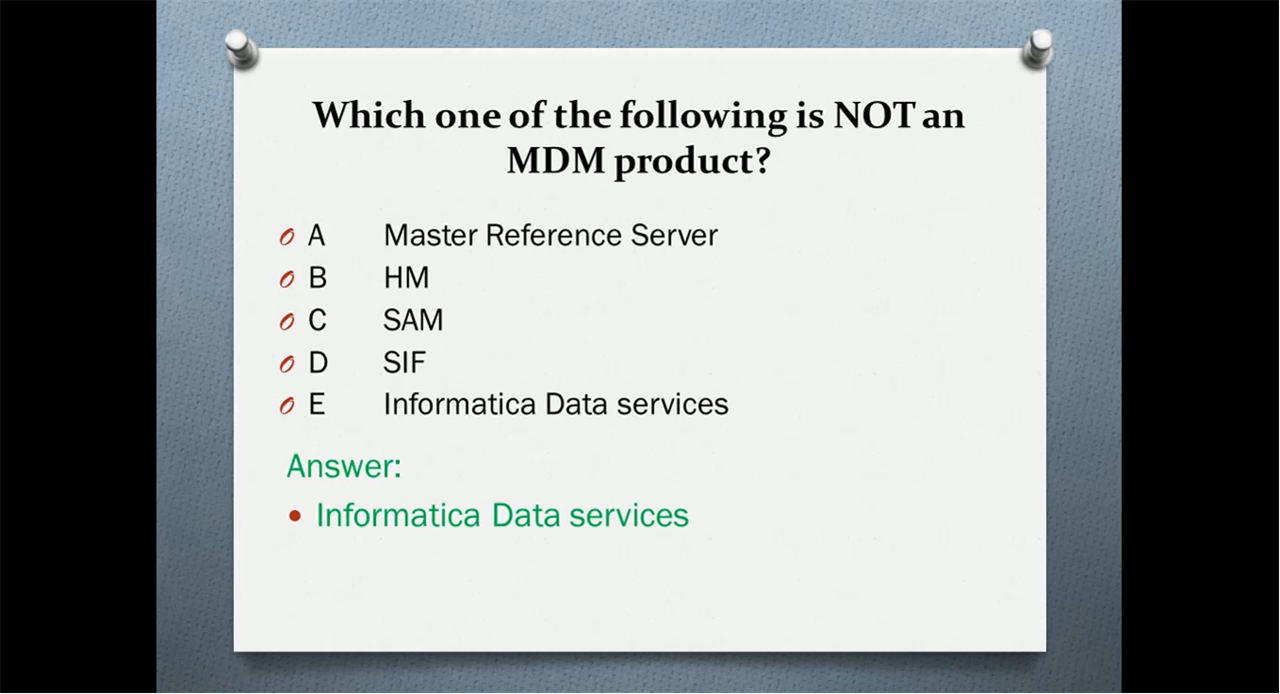 Which one of the following is NOT an
MDM product?
A Master Reference Server
B HM
C SAM
D SIF
E Informatica Data services
Answer:
• Informatica Data services